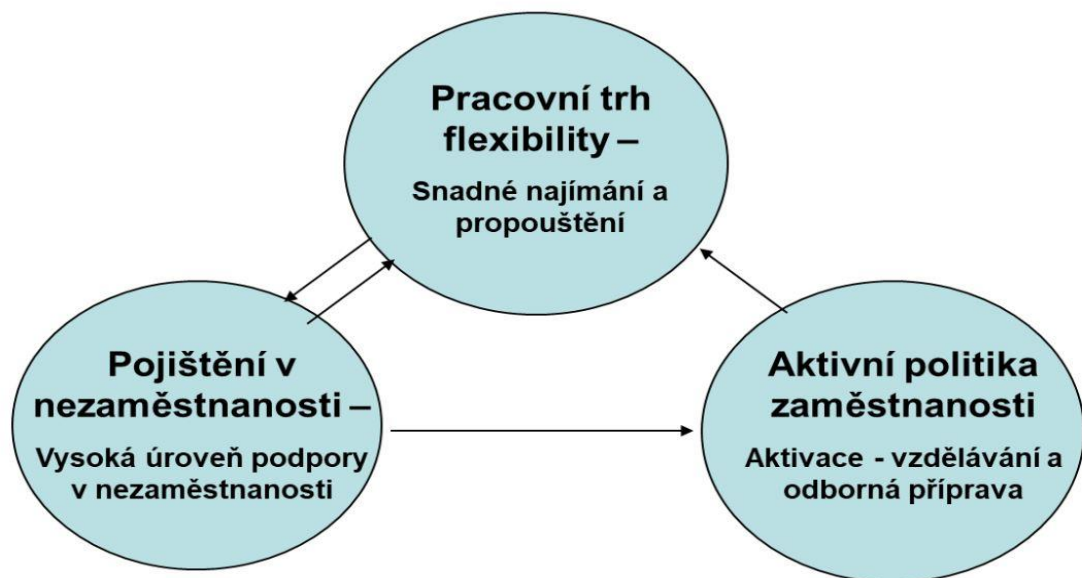 Pracovní trh
flexibility –
Snadné najímání a
propouštění
Pojištění v
nezaměstnanosti –
Vysoká úroveň podpory
v nezaměstnanosti
Aktivní politika
zaměstnanosti
Aktivace - vzdělávání a
odborná příprava